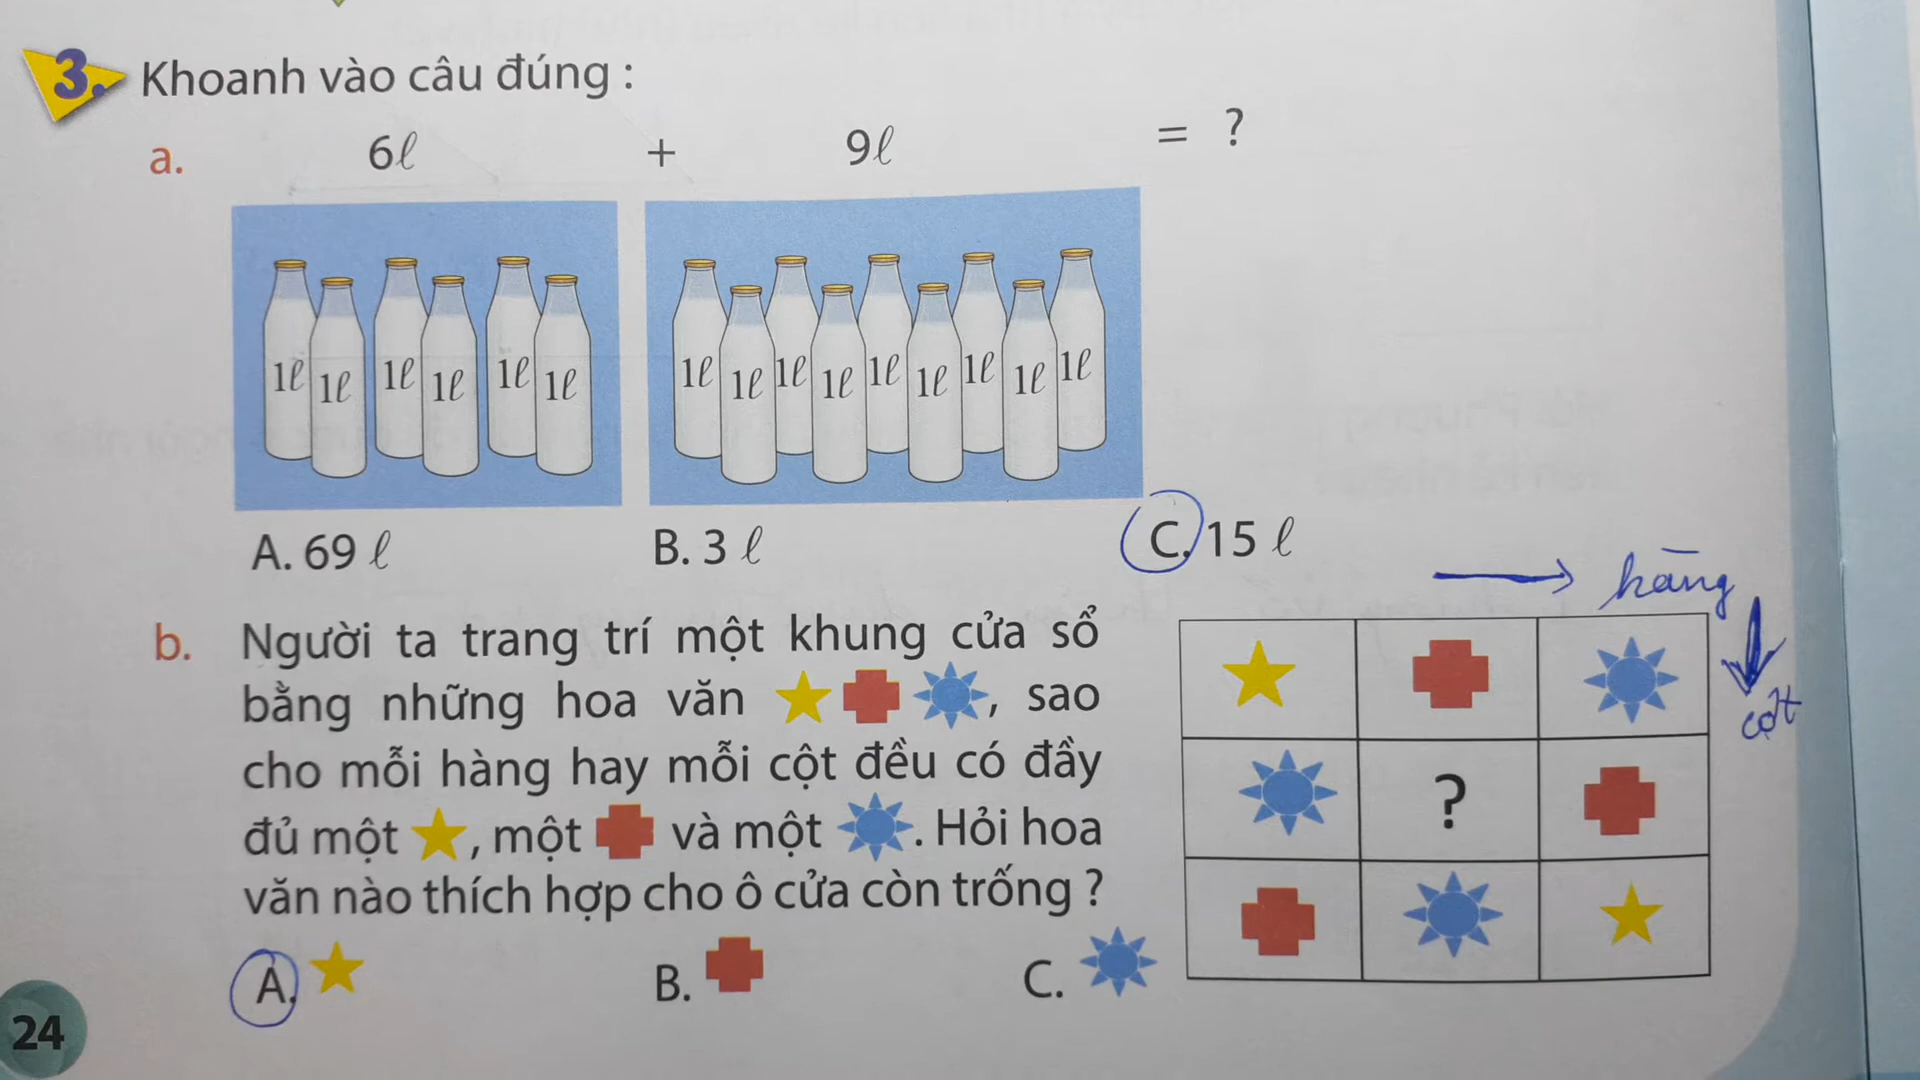 3. Khoanh vào câu đúng :
a. 6ℓ + 9ℓ = ?
1ℓ 1ℓ 1ℓ 1ℓ 1ℓ 1ℓ
1ℓ 1ℓ 1ℓ 1ℓ 1ℓ 1ℓ 1ℓ 1ℓ 1ℓ
A. 69 ℓ B. 3 ℓ C. 15 ℓ
hàng
cột
b. Người ta trang trí một khung cửa sổ
bằng những hoa văn , sao
cho mỗi hàng hay mỗi cột đều có đầy
đủ một , một và một . Hỏi hoa
văn nào thích hợp cho ô cửa còn trống ?
?
A. B. C.
24